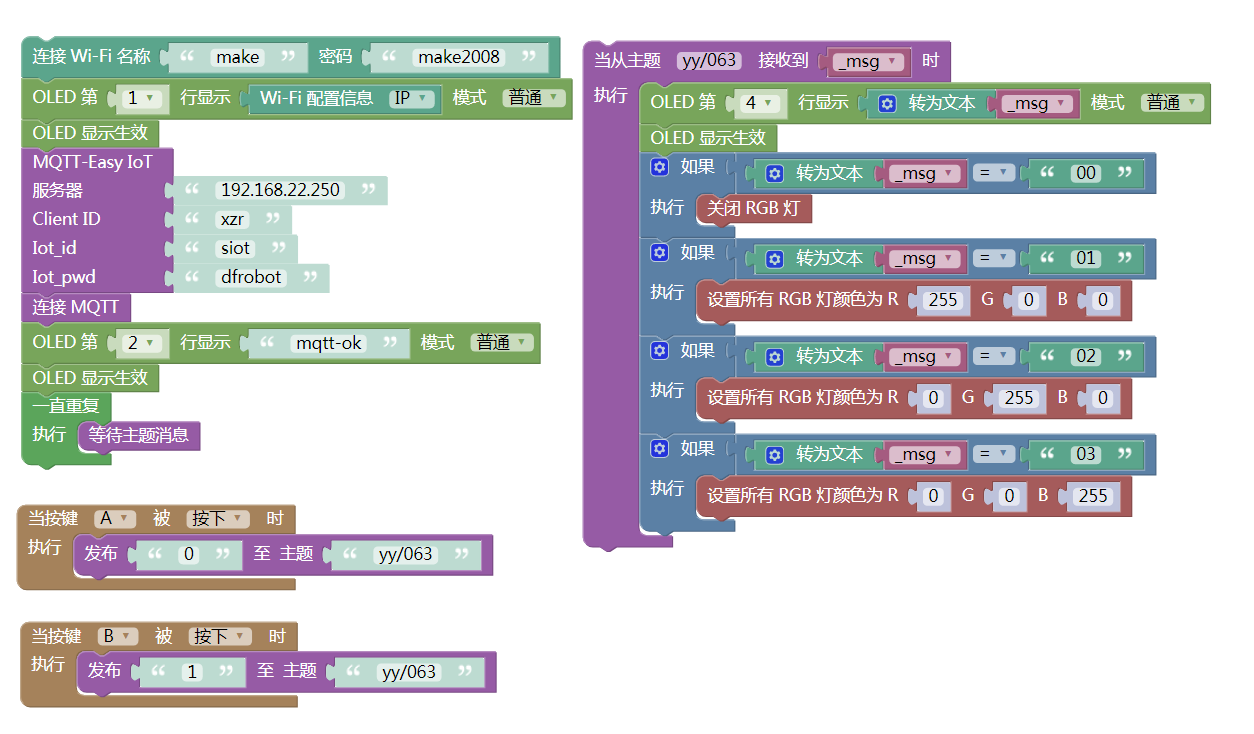 连接 Wi-Fi 名称 “ make ” 密码 “ make2008 ”
OLED 第 1 行显示 Wi-Fi 配置信息 IP 模式 普通
OLED 显示生效
MQTT-Easy IoT
服务器 “ 192.168.22.250 ”
Client ID “ xzr ”
Iot_id “ siot ”
Iot_pwd “ dfrobot ”
连接 MQTT
OLED 第 2 行显示 “ mqtt-ok ” 模式 普通
OLED 显示生效
一直重复
执行 等待主题消息
当按键 A 被 按下 时
执行 发布 “ 0 ” 至 主题 “ yy/063 ”
当按键 B 被 按下 时
执行 发布 “ 1 ” 至 主题 “ yy/063 ”
当从主题 yy/063 接收到 _msg 时
执行 OLED 第 4 行显示 转为文本 _msg 模式 普通
OLED 显示生效
如果 转为文本 _msg = “ 00 ”
执行 关闭 RGB 灯
如果 转为文本 _msg = “ 01 ”
执行 设置所有 RGB 灯颜色为 R 255 G 0 B 0
如果 转为文本 _msg = “ 02 ”
执行 设置所有 RGB 灯颜色为 R 0 G 255 B 0
如果 转为文本 _msg = “ 03 ”
执行 设置所有 RGB 灯颜色为 R 0 G 0 B 255